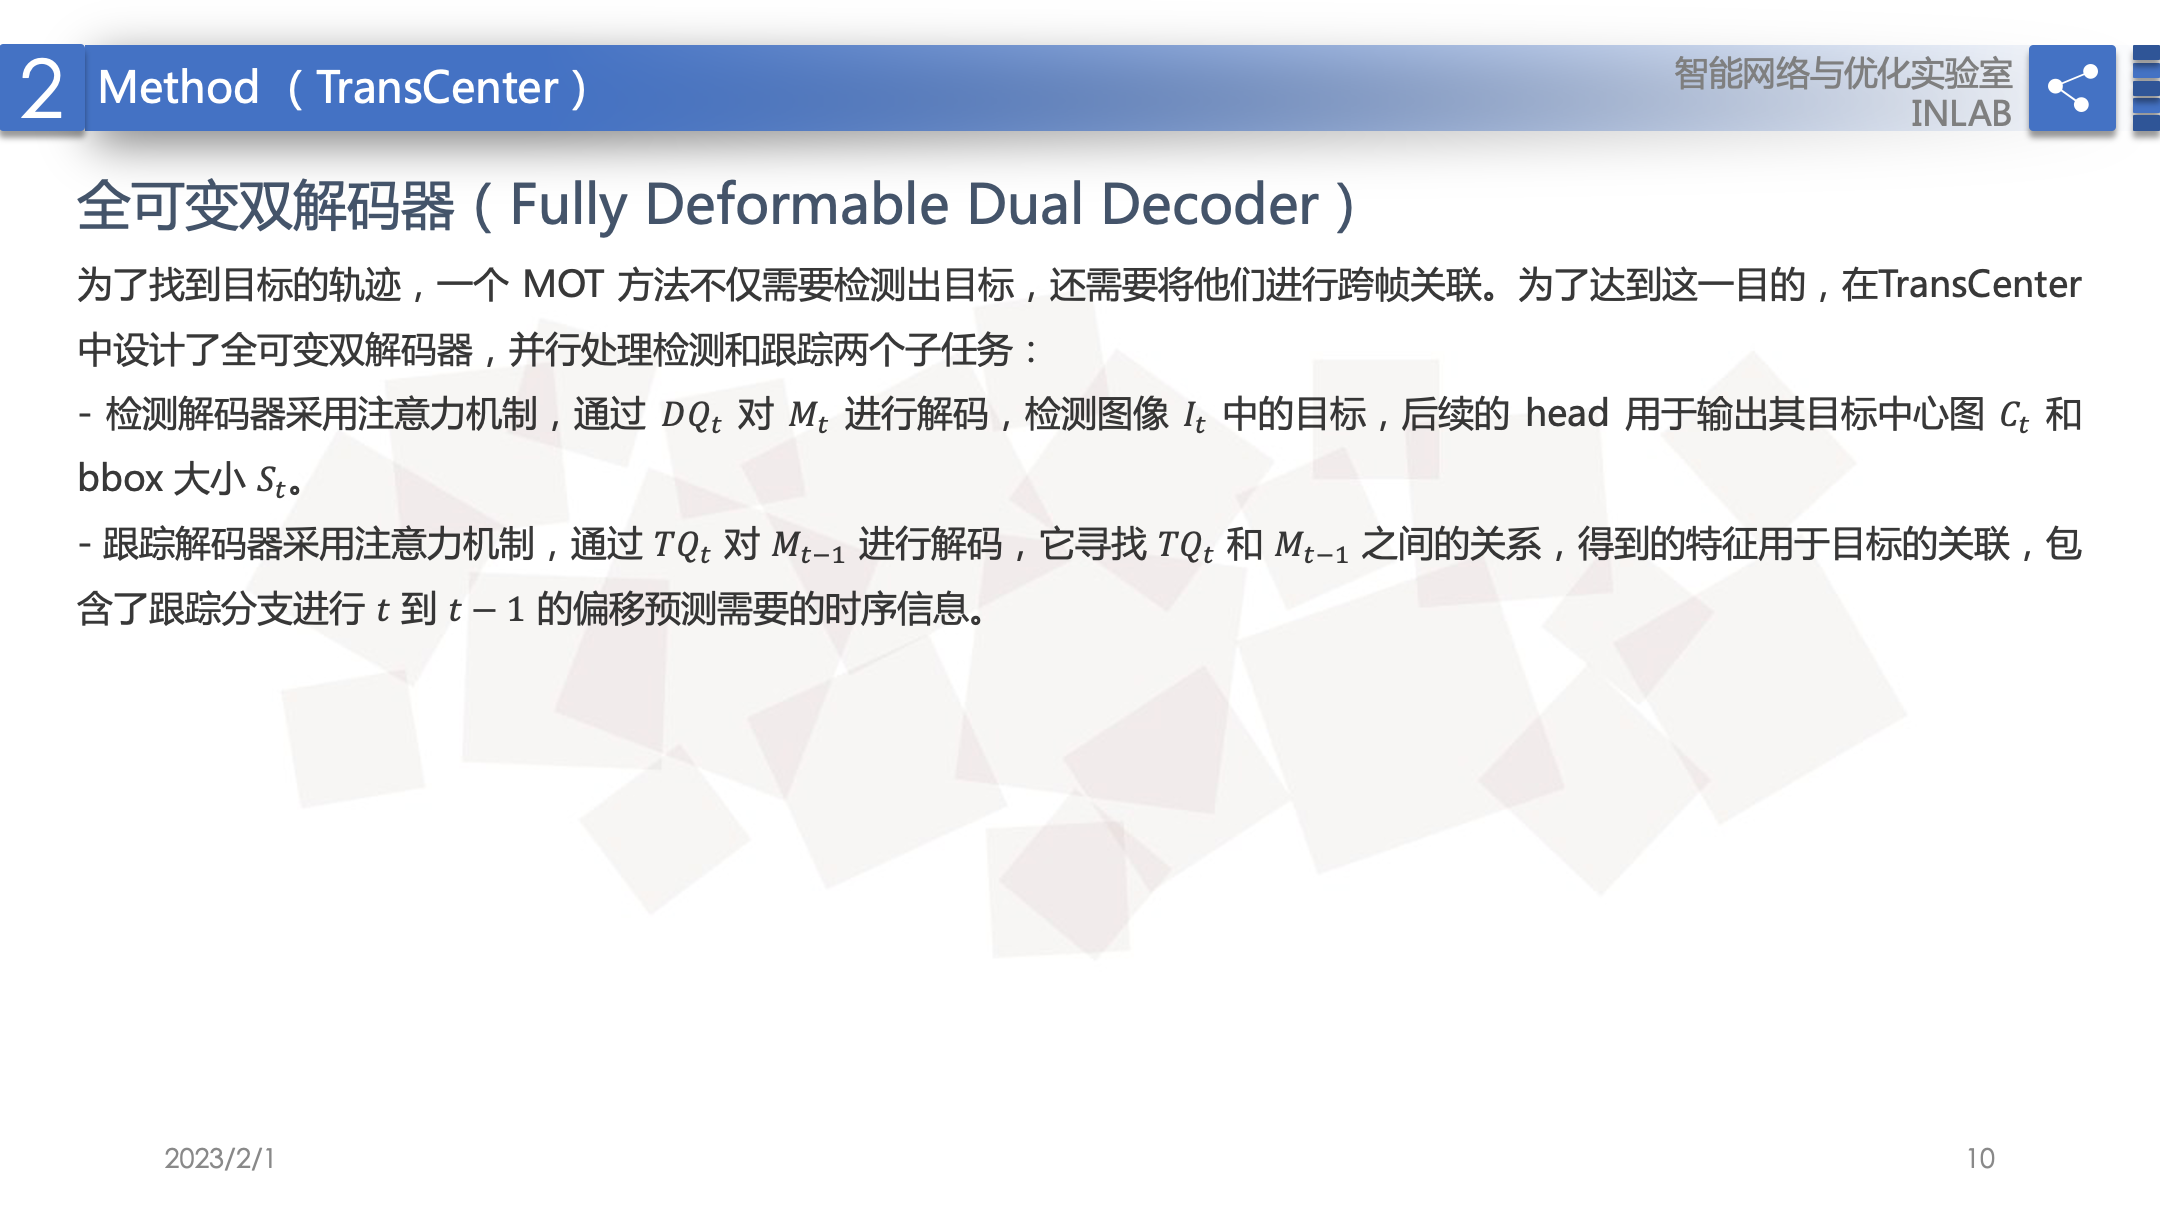 2
Method （TransCenter）
智能网络与优化实验室
INLAB
全可变双解码器（Fully Deformable Dual Decoder）
为了找到目标的轨迹，一个 MOT 方法不仅需要检测出目标，还需要将他们进行跨帧关联。为了达到这一目的，在TransCenter
中设计了全可变双解码器，并行处理检测和跟踪两个子任务：
- 检测解码器采用注意力机制，通过 $DQ_t$ 对 $M_t$ 进行解码，检测图像 $I_t$ 中的目标，后续的 head 用于输出其目标中心图 $C_t$ 和
bbox 大小 $S_t$。
- 跟踪解码器采用注意力机制，通过 $TQ_t$ 对 $M_{t-1}$ 进行解码，它寻找 $TQ_t$ 和 $M_{t-1}$ 之间的关系，得到的特征用于目标的关联，包
含了跟踪分支进行 $t$ 到 $t-1$ 的偏移预测需要的时序信息。
2023/2/1
10